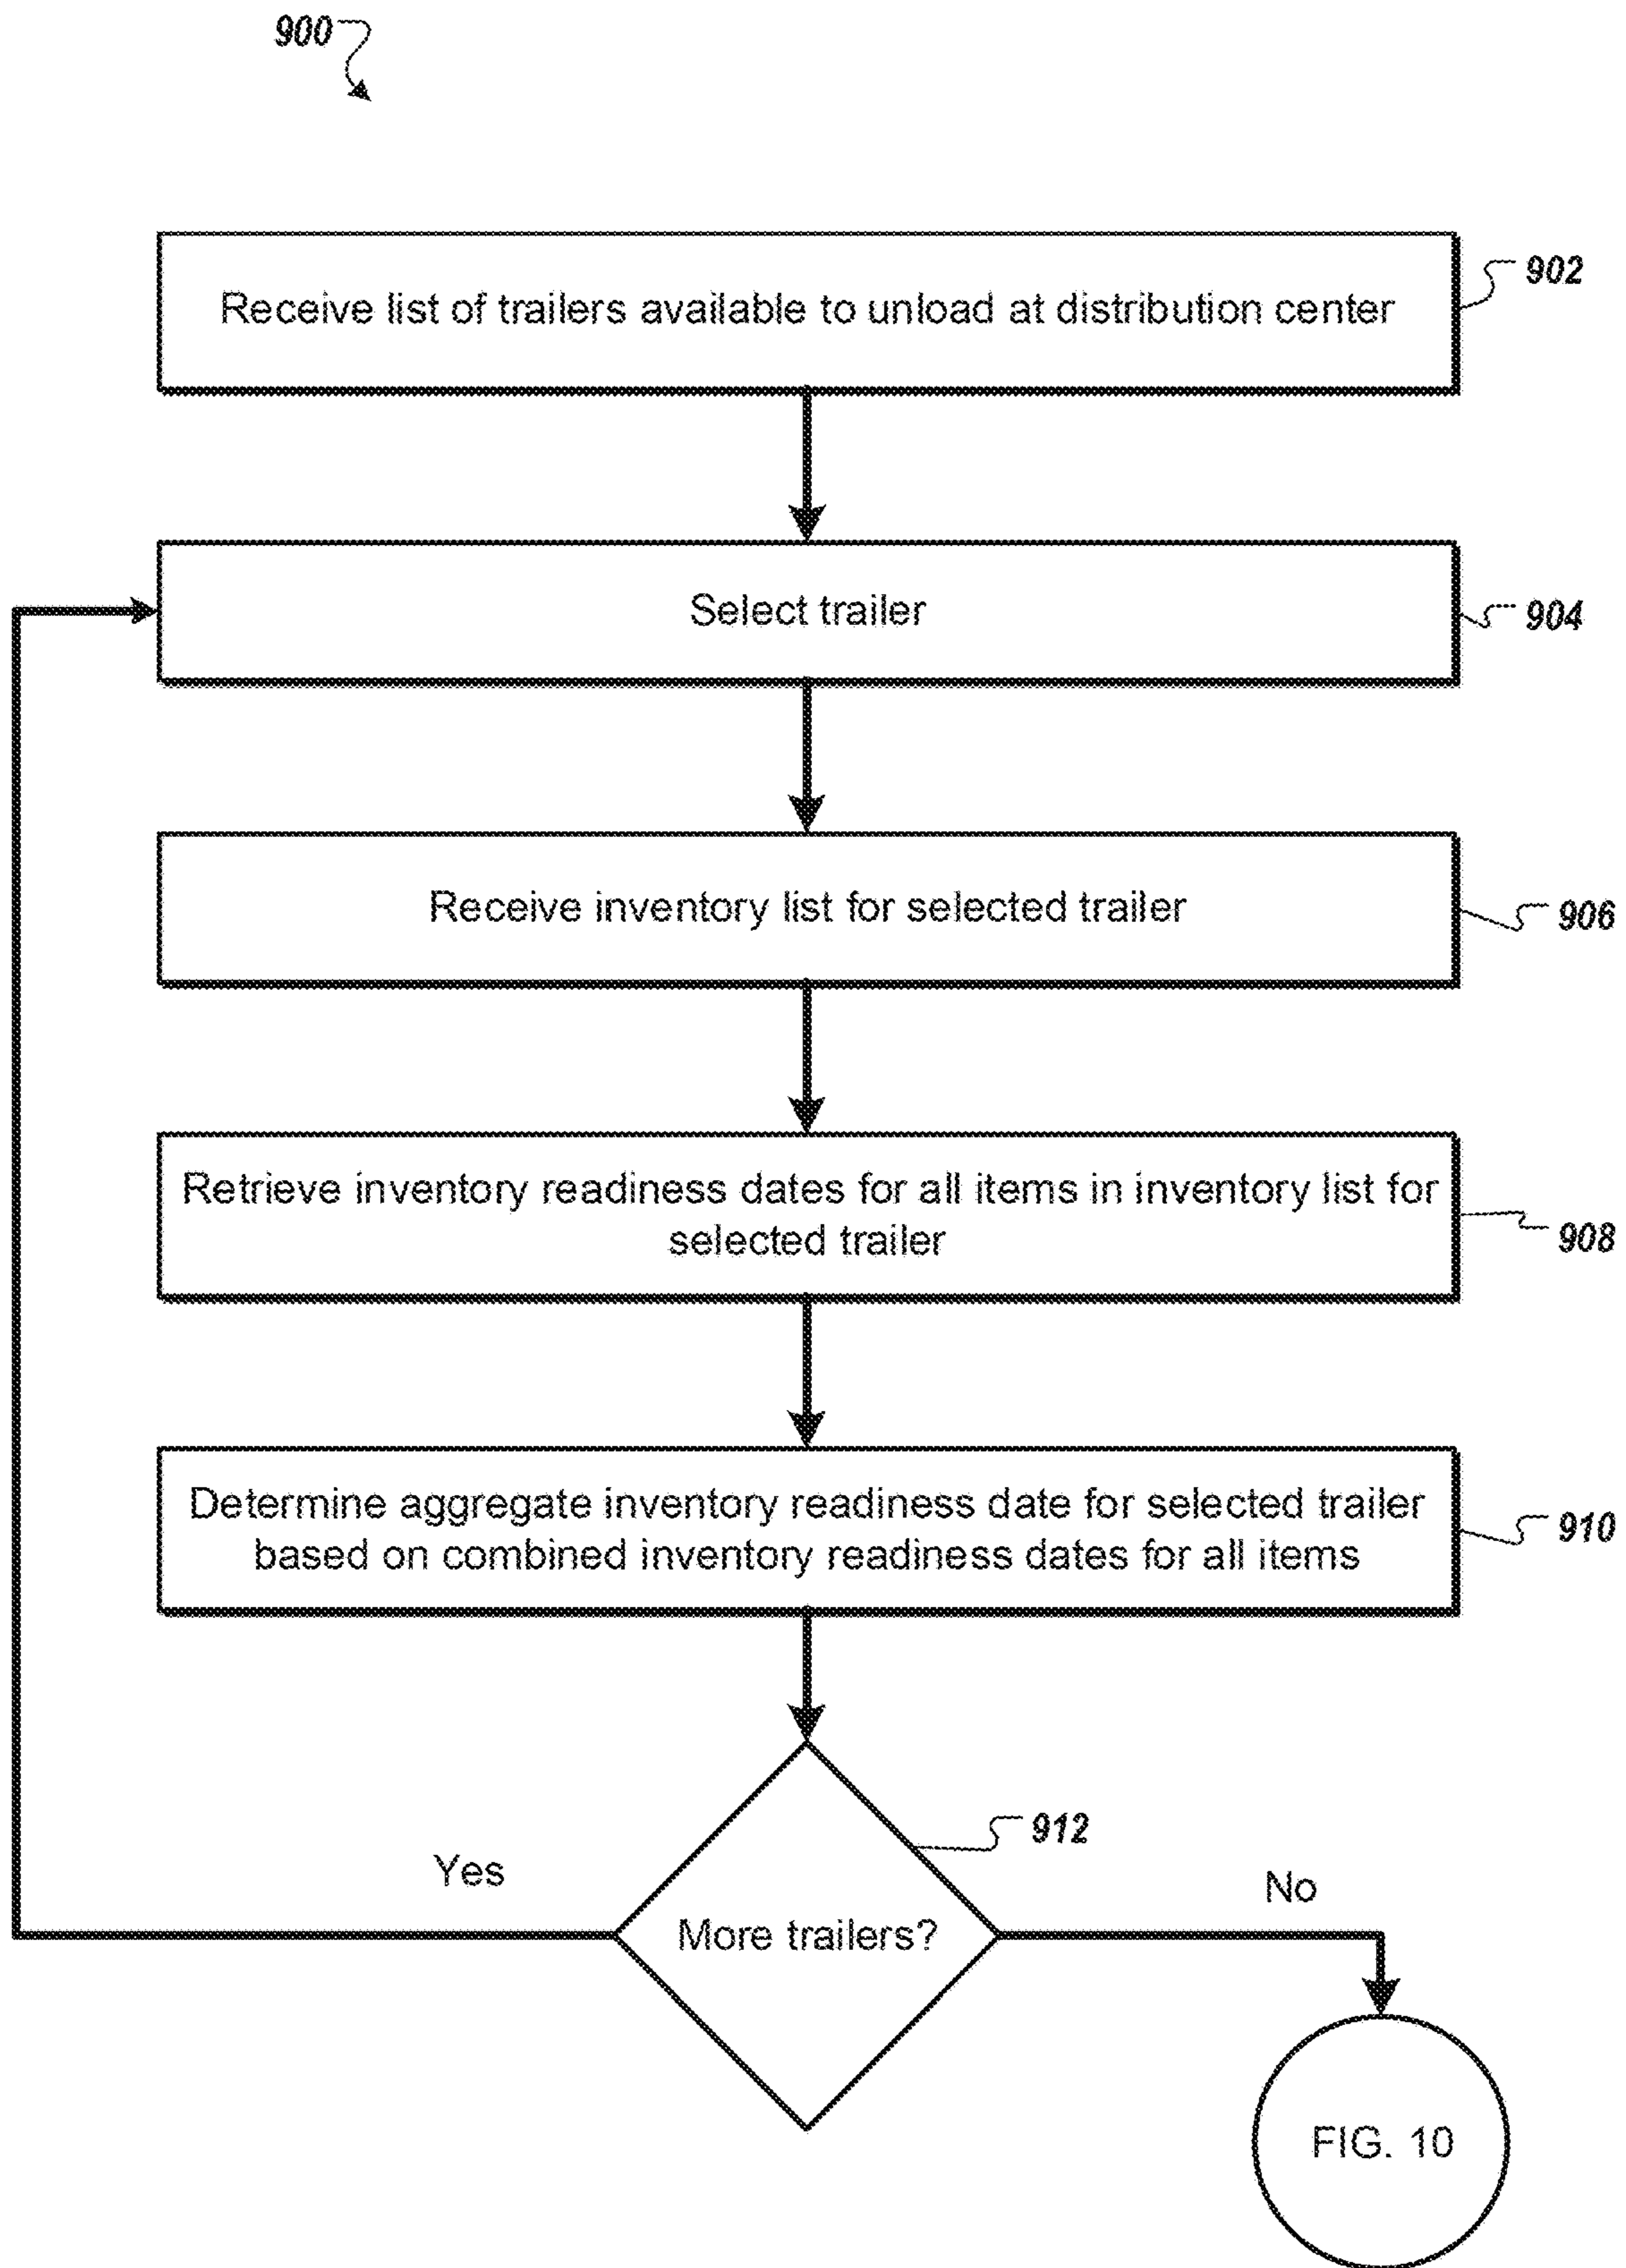 900
Receive list of trailers available to unload at distribution center
902
Select trailer
904
Receive inventory list for selected trailer
906
Retrieve inventory readiness dates for all items in inventory list for
selected trailer
908
Determine aggregate inventory readiness date for selected trailer
based on combined inventory readiness dates for all items
910
912
Yes
More trailers?
No
FIG. 10